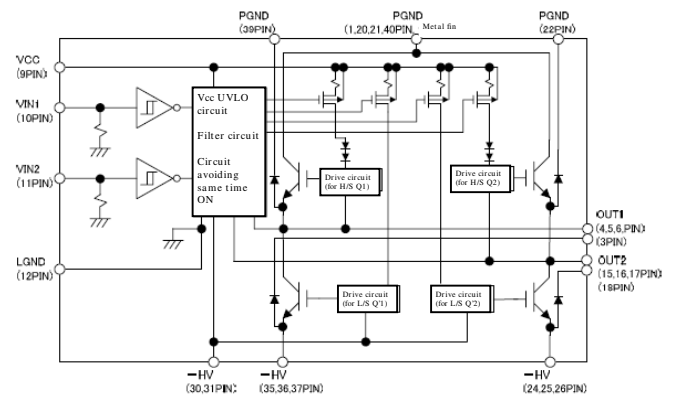 PGND
(39PIN)
PGND
(1,20,21,40PIN) Metal fin
PGND
(22PIN)
VCC
(9PIN)
VIN1
(10PIN)
VIN2
(11PIN)
LGND
(12PIN)
Vcc UVLO
circuit
Filter circuit
Circuit
avoiding
same time
ON
Drive circuit
(for H/S Q1)
Drive circuit
(for H/S Q2)
OUT1
(4,5,6,PIN)
(3PIN)
OUT2
(15,16,17PIN)
(18PIN)
Drive circuit
(for L/S Q'1)
Drive circuit
(for L/S Q'2)
-HV
(30,31PIN)
-HV
(35,36,37PIN)
-HV
(24,25,26PIN)